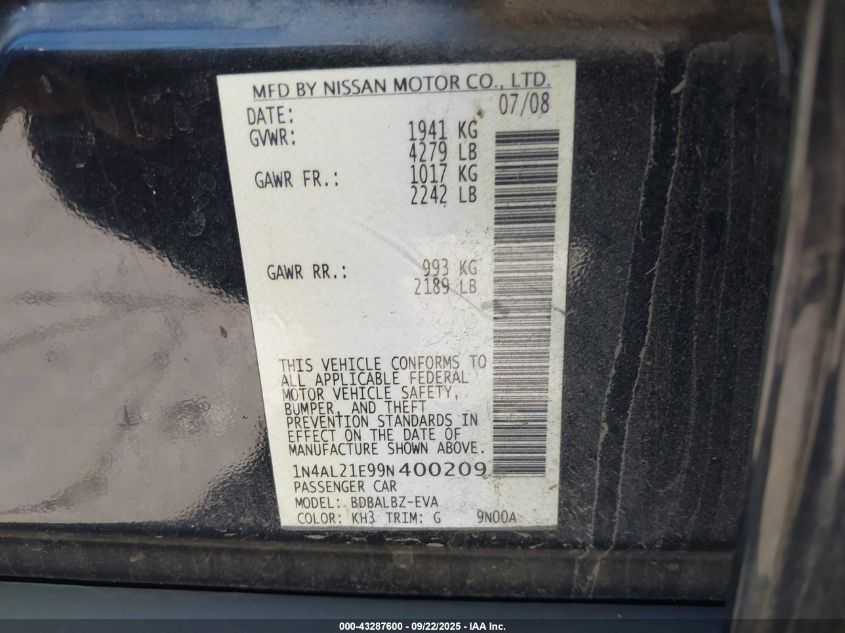 MFD BY NISSAN MOTOR CO., LTD.
DATE: 07/08
GVWR: 1941 KG
4279 LB
GAWR FR.: 1017 KG
2242 LB
GAWR RR.: 993 KG
2189 LB
THIS VEHICLE CONFORMS TO
ALL APPLICABLE FEDERAL
MOTOR VEHICLE SAFETY,
BUMPER, AND THEFT
PREVENTION STANDARDS IN
EFFECT ON THE DATE OF
MANUFACTURE SHOWN ABOVE.
1N4AL21E99N400209
PASSENGER CAR
MODEL: BDBALBZ-EVA
COLOR: KH3 TRIM: G 9N00A
000-43287600 - 09/22/2025 - IAA Inc.